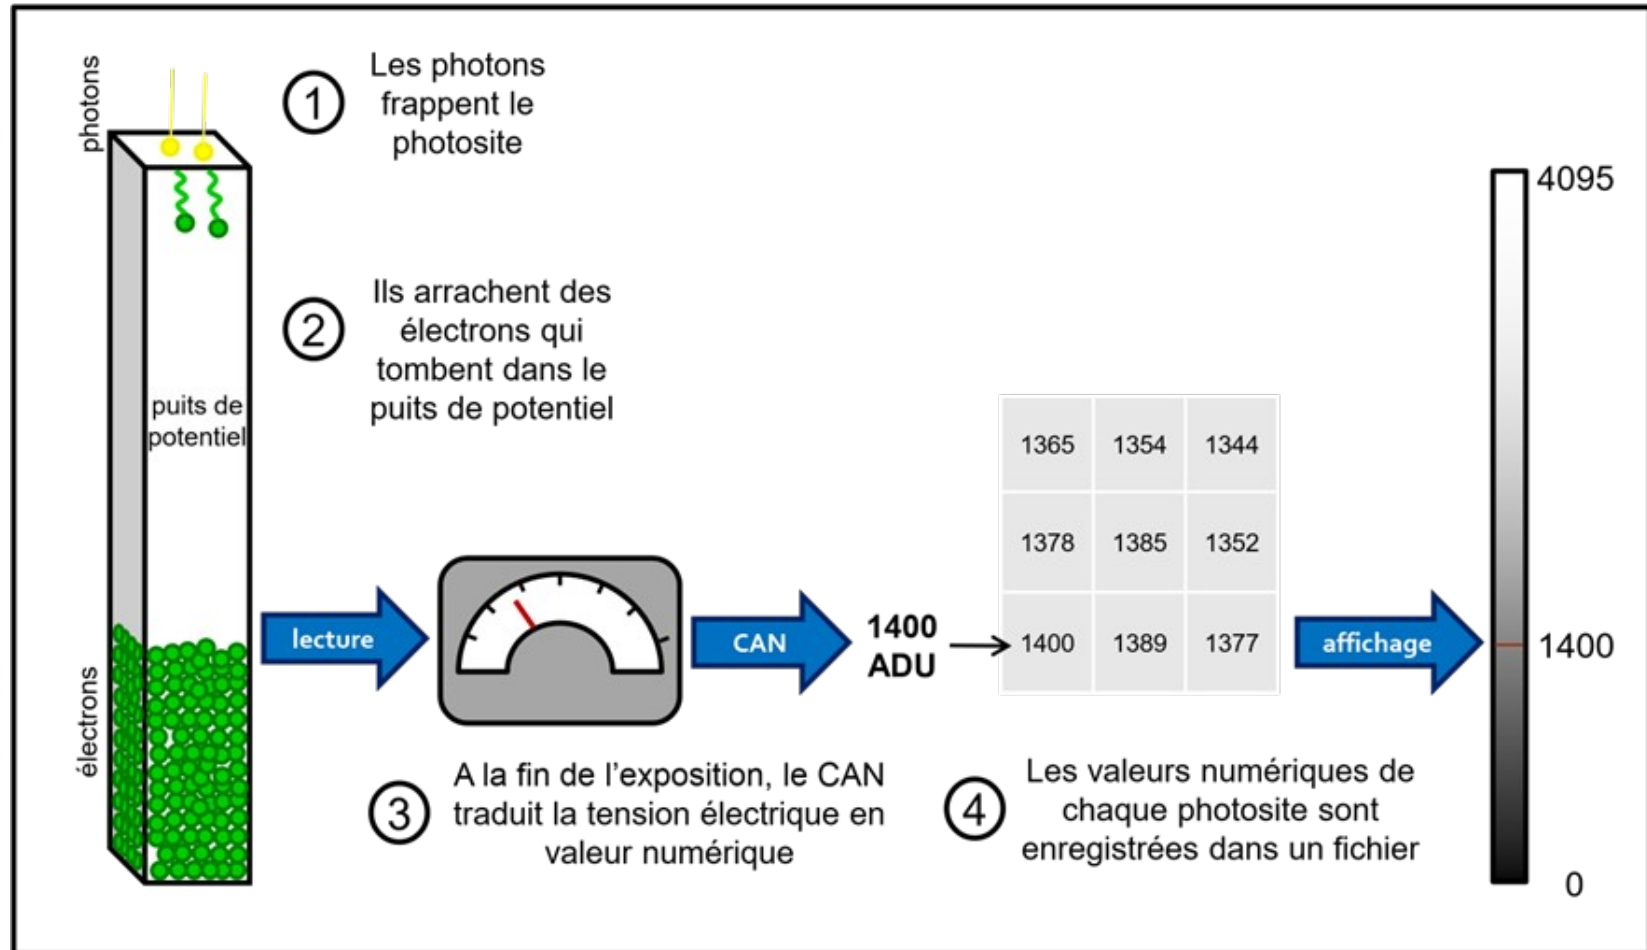 photons
1
Les photons
frappent le
photosite
2
Ils arrachent des
électrons qui
tombent dans le
puits de potentiel
puits de
potentiel
électrons
lecture
CAN
1400
ADU
1365 1354 1344
1378 1385 1352
1400 1389 1377
affichage
4095
1400
0
3
A la fin de l’exposition, le CAN
traduit la tension électrique en
valeur numérique
4
Les valeurs numériques de
chaque photosite sont
enregistrées dans un fichier